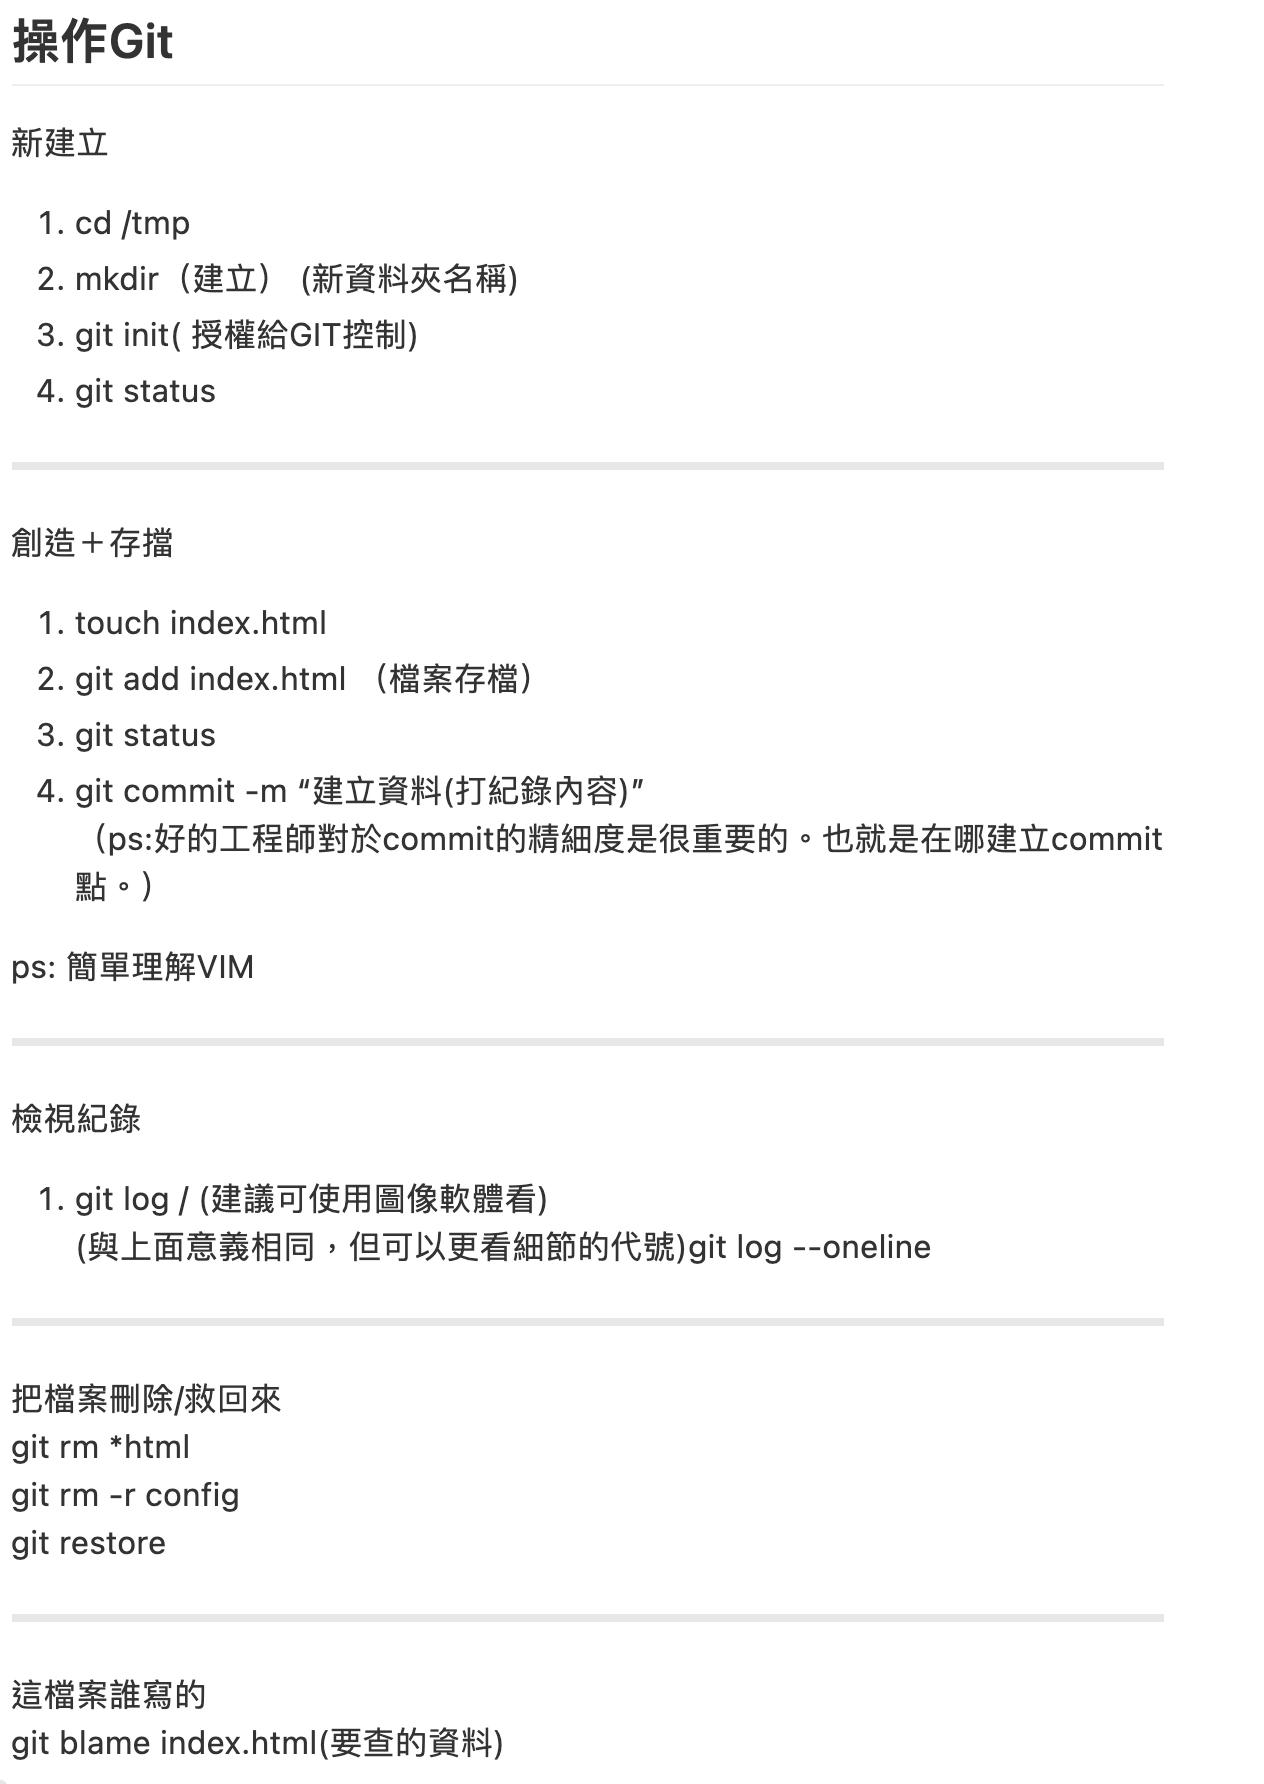 操作Git
新建立
1. cd /tmp
2. mkdir（建立） (新資料夾名稱)
3. git init( 授權給GIT控制)
4. git status
創造＋存擋
1. touch index.html
2. git add index.html （檔案存檔）
3. git status
4. git commit -m “建立資料(打紀錄內容)”
（ps:好的工程師對於commit的精細度是很重要的。也就是在哪建立commit
點。）
ps: 簡單理解VIM
檢視紀錄
1. git log / (建議可使用圖像軟體看)
(與上面意義相同，但可以更看細節的代號)git log --oneline
把檔案刪除/救回來
git rm *html
git rm -r config
git restore
這檔案誰寫的
git blame index.html(要查的資料)